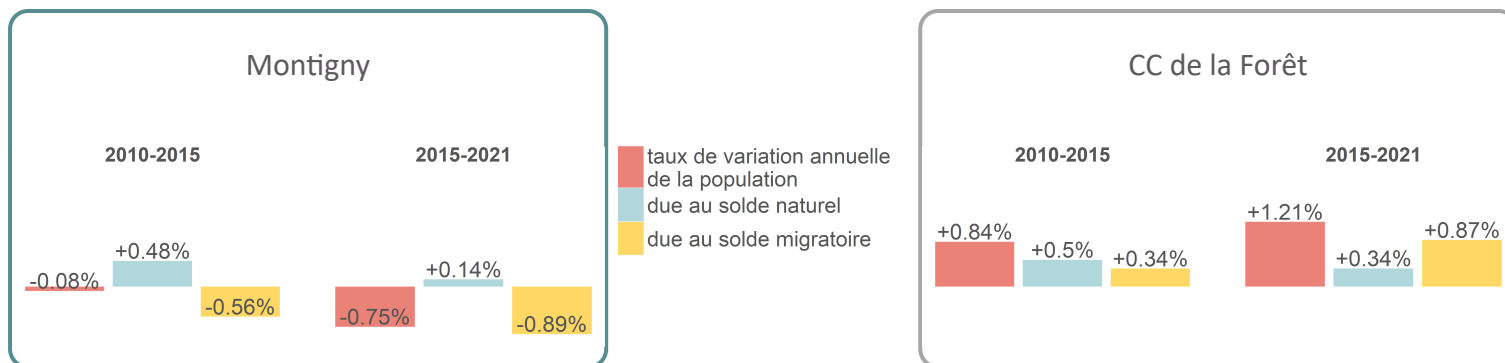 Montigny
2010-2015
2015-2021
-0.08%
+0.48%
-0.56%
-0.75%
+0.14%
-0.89%
taux de variation annuelle
de la population
due au solde naturel
due au solde migratoire
CC de la Forêt
2010-2015
2015-2021
+0.84%
+0.5%
+0.34%
+1.21%
+0.34%
+0.87%